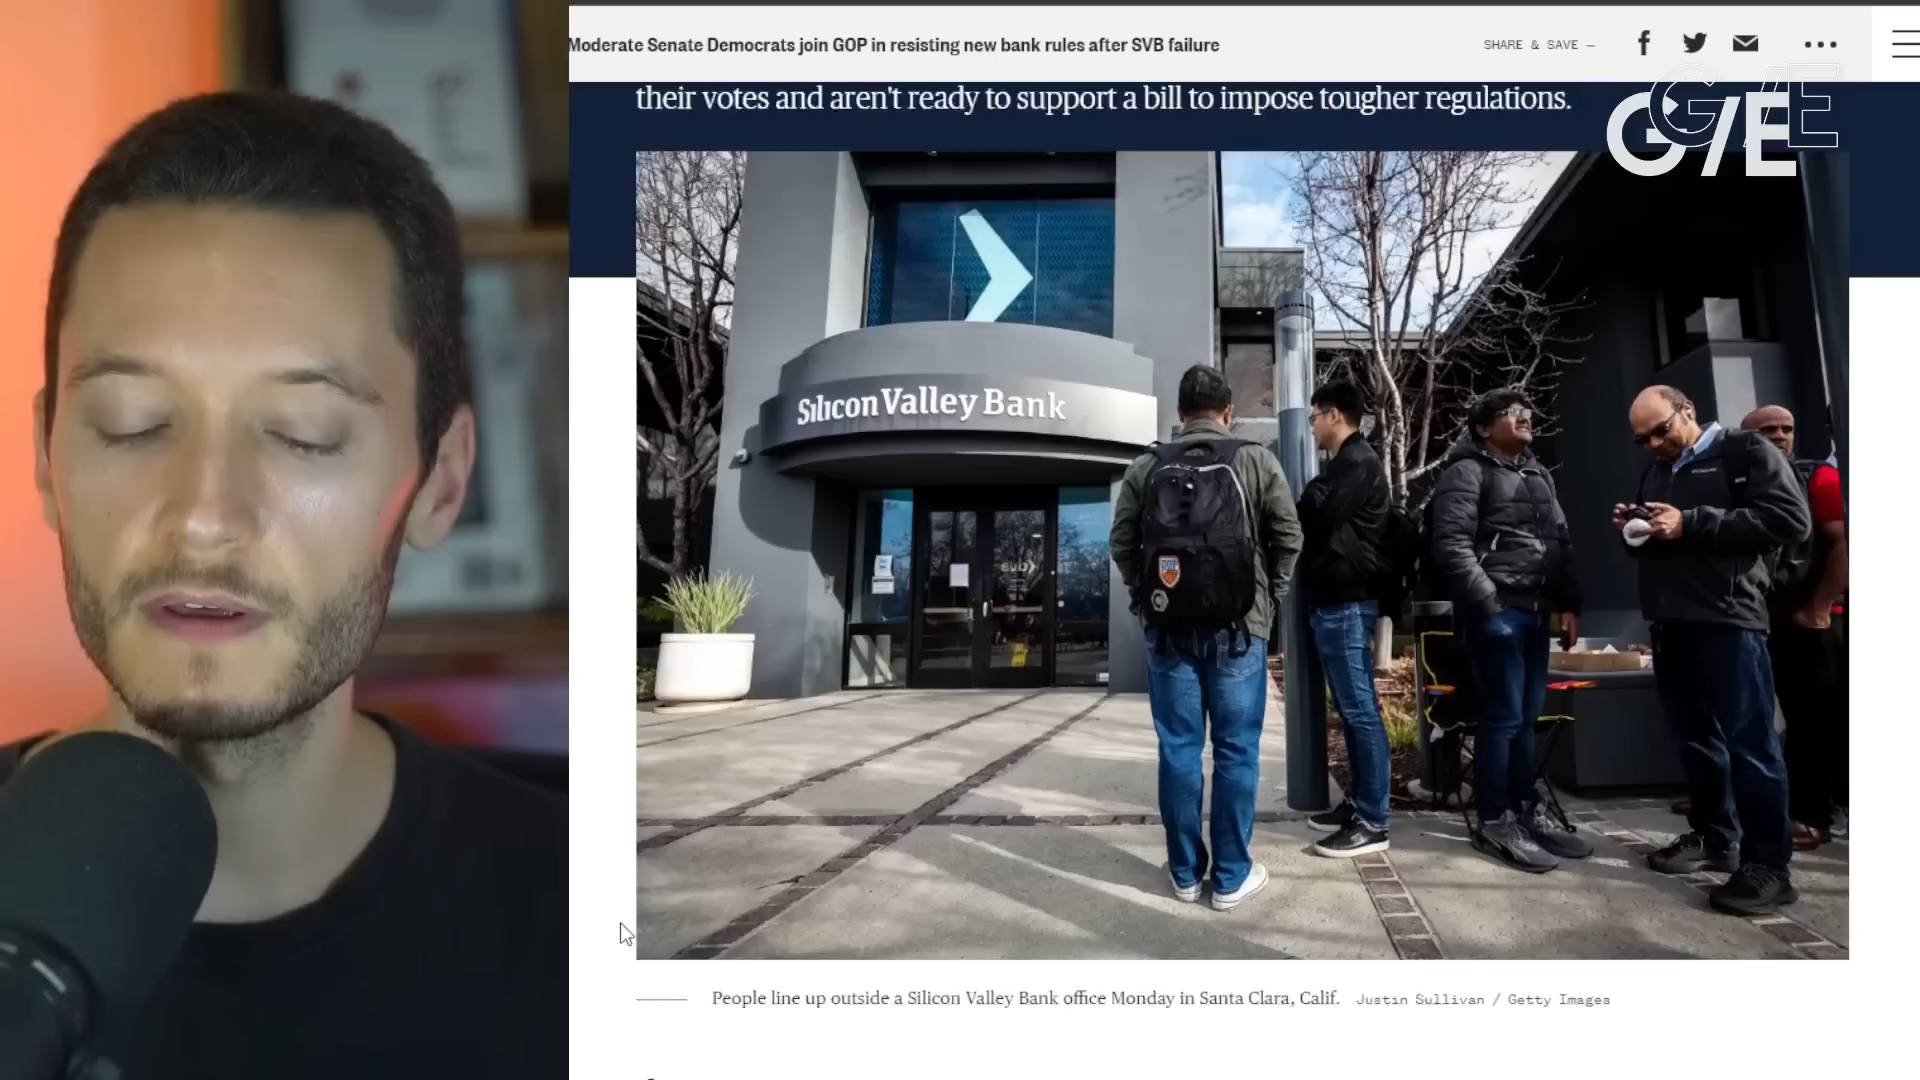 Moderate Senate Democrats join GOP in resisting new bank rules after SVB failure
SHARE & SAVE —
their votes and aren't ready to support a bill to impose tougher regulations.
G/E
G/E
Silicon Valley Bank
People line up outside a Silicon Valley Bank office Monday in Santa Clara, Calif. Justin Sullivan / Getty Images